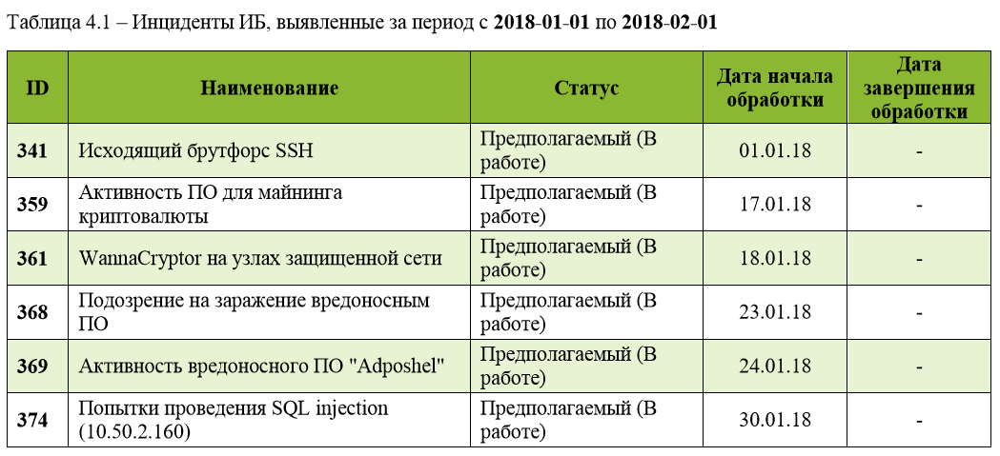 Таблица 4.1 – Инциденты ИБ, выявленные за период с 2018-01-01 по 2018-02-01
ID
Наименование
Статус
Дата начала
обработки
Дата
завершения
обработки
341
Исходящий брутфорс SSH
Предполагаемый (В
работе)
01.01.18
-
359
Активность ПО для майнинга
криптовалюты
Предполагаемый (В
работе)
17.01.18
-
361
WannaCryptor на узлах защищенной сети
Предполагаемый (В
работе)
18.01.18
-
368
Подозрение на заражение вредоносным
ПО
Предполагаемый (В
работе)
23.01.18
-
369
Активность вредоносного ПО "Adposhel"
Предполагаемый (В
работе)
24.01.18
-
374
Попытки проведения SQL injection
(10.50.2.160)
Предполагаемый (В
работе)
30.01.18
-